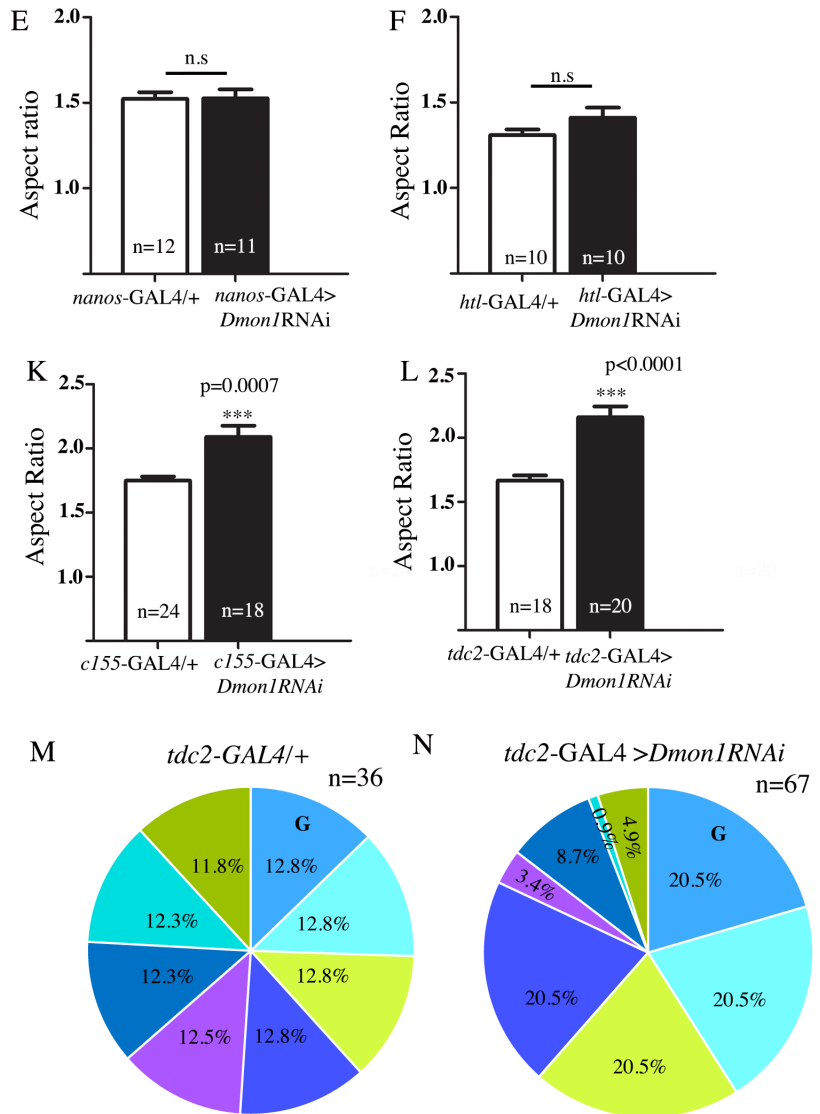 E
2.0
1.5
1.0
Aspect ratio
n.s
n=12
n=11
nanos-GAL4/+
nanos-GAL4>
Dmon1RNAi
F
2.0
1.5
1.0
Aspect Ratio
n.s
n=10
n=10
htl-GAL4/+
htl-GAL4>
Dmon1RNAi
K
2.5
2.0
1.5
1.0
Aspect Ratio
p=0.0007
***
n=24
n=18
c155-GAL4/+
c155-GAL4>
Dmon1RNAi
L
2.5
2.0
1.5
1.0
Aspect Ratio
p<0.0001
***
n=18
n=20
tdc2-GAL4/+
tdc2-GAL4>
Dmon1RNAi
M
tdc2-GAL4/+
n=36
G
12.8%
12.8%
12.8%
12.8%
12.5%
12.3%
12.3%
11.8%
N
tdc2-GAL4 >Dmon1RNAi
n=67
G
20.5%
20.5%
20.5%
20.5%
3.4%
8.7%
0.9%
4.9%